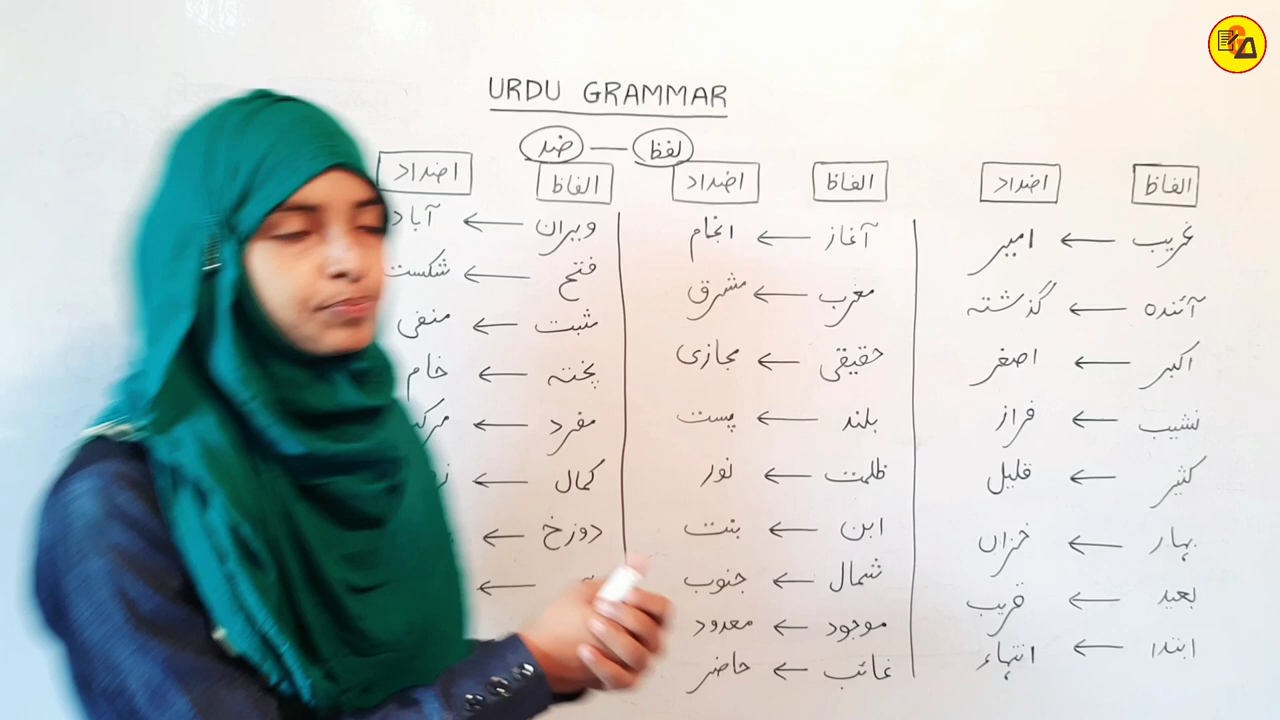 URDU GRAMMAR
لفظ — ضد
الفاظ اضداد
غریب ← امیر
آئندہ ← گذشتہ
اکبر ← اصغر
نشیب ← فراز
کثیر ← قلیل
بہار ← خزاں
بعید ← قریب
ابتدا ← انتہاء
الفاظ اضداد
آغاز ← انجام
مغرب ← مشرق
حقیقی ← مجازی
بلند ← پست
ظلمت ← نور
ابن ← بنت
شمال ← جنوب
موجود ← معدود
غائب ← حاضر
الفاظ اضداد
ویران ← آباد
فتح ← شکست
مثبت ← منفی
پختہ ← خام
مفرد ←
کمال ←
دوزخ ←
←